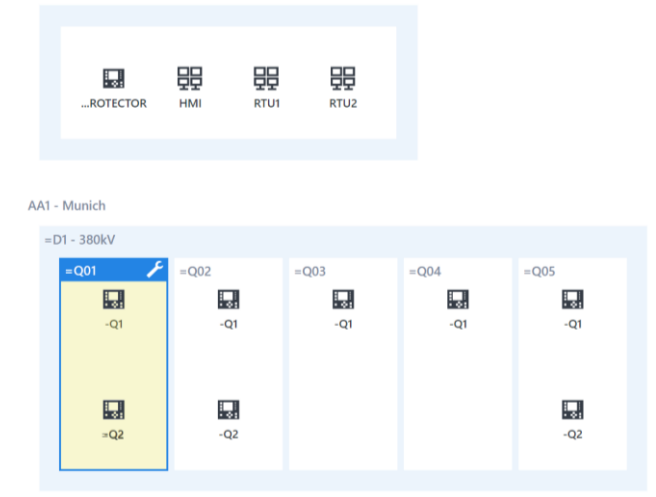 ...ROTECTOR HMI RTU1 RTU2
AA1 - Munich
=D1 - 380kV
=Q01 =Q02 =Q03 =Q04 =Q05
-Q1 -Q1 -Q1 -Q1 -Q1
=Q2 -Q2 -Q2